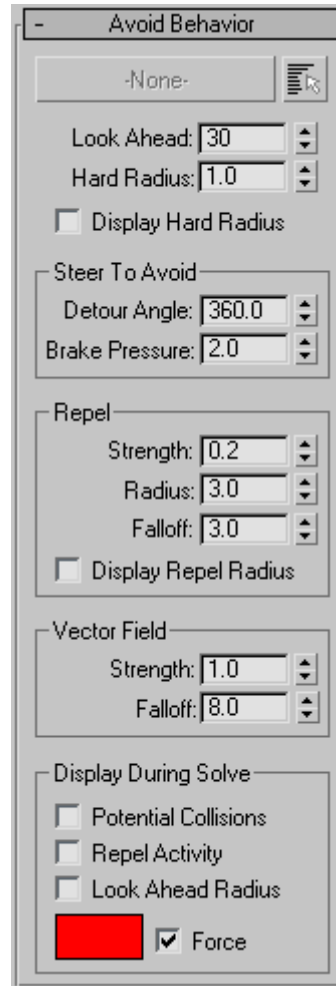 - Avoid Behavior
-None-
Look Ahead: 30
Hard Radius: 1.0
Display Hard Radius
Steer To Avoid
Detour Angle: 360.0
Brake Pressure: 2.0
Repel
Strength: 0.2
Radius: 3.0
Falloff: 3.0
Display Repel Radius
Vector Field
Strength: 1.0
Falloff: 8.0
Display During Solve
Potential Collisions
Repel Activity
Look Ahead Radius
Force